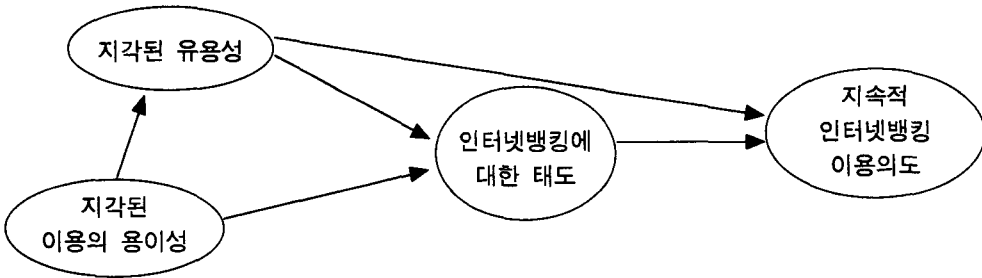 지각된 유용성
인터넷뱅킹에
대한 태도
지속적
인터넷뱅킹
이용의도
지각된
이용의 용이성